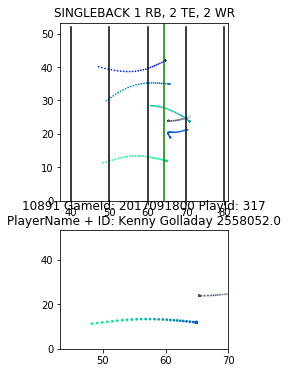 SINGLEBACK 1 RB, 2 TE, 2 WR
50
40
30
20
10
0
40 50 60 70 80
10891 GameId: 2017091800 PlayId: 317
PlayerName + ID: Kenny Golladay 2558052.0
40
20
0
50 60 70